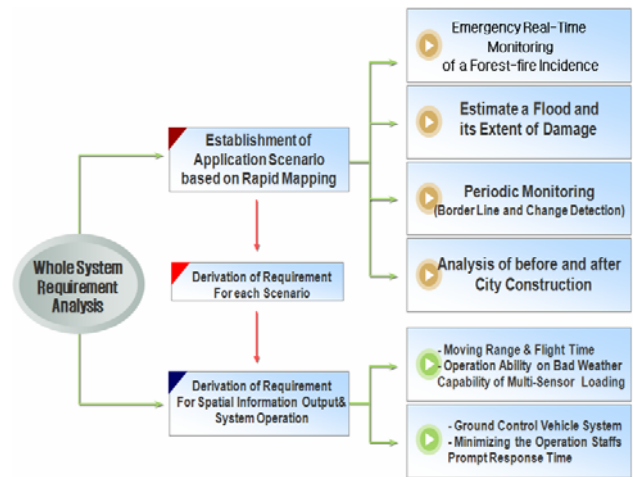 Whole System
Requirement
Analysis
Establishment of
Application Scenario
based on Rapid Mapping
Derivation of Requirement
For each Scenario
Derivation of Requirement
For Spatial Information Output&
System Operation
Emergency Real-Time
Monitoring
of a Forest-fire Incidence
Estimate a Flood and
its Extent of Damage
Periodic Monitoring
(Border Line and Change Detection)
Analysis of before and after
City Construction
- Moving Range & Flight Time
- Operation Ability on Bad Weather
Capability of Multi-Sensor Loading
- Ground Control Vehicle System
- Minimizing the Operation Staffs
Prompt Response Time